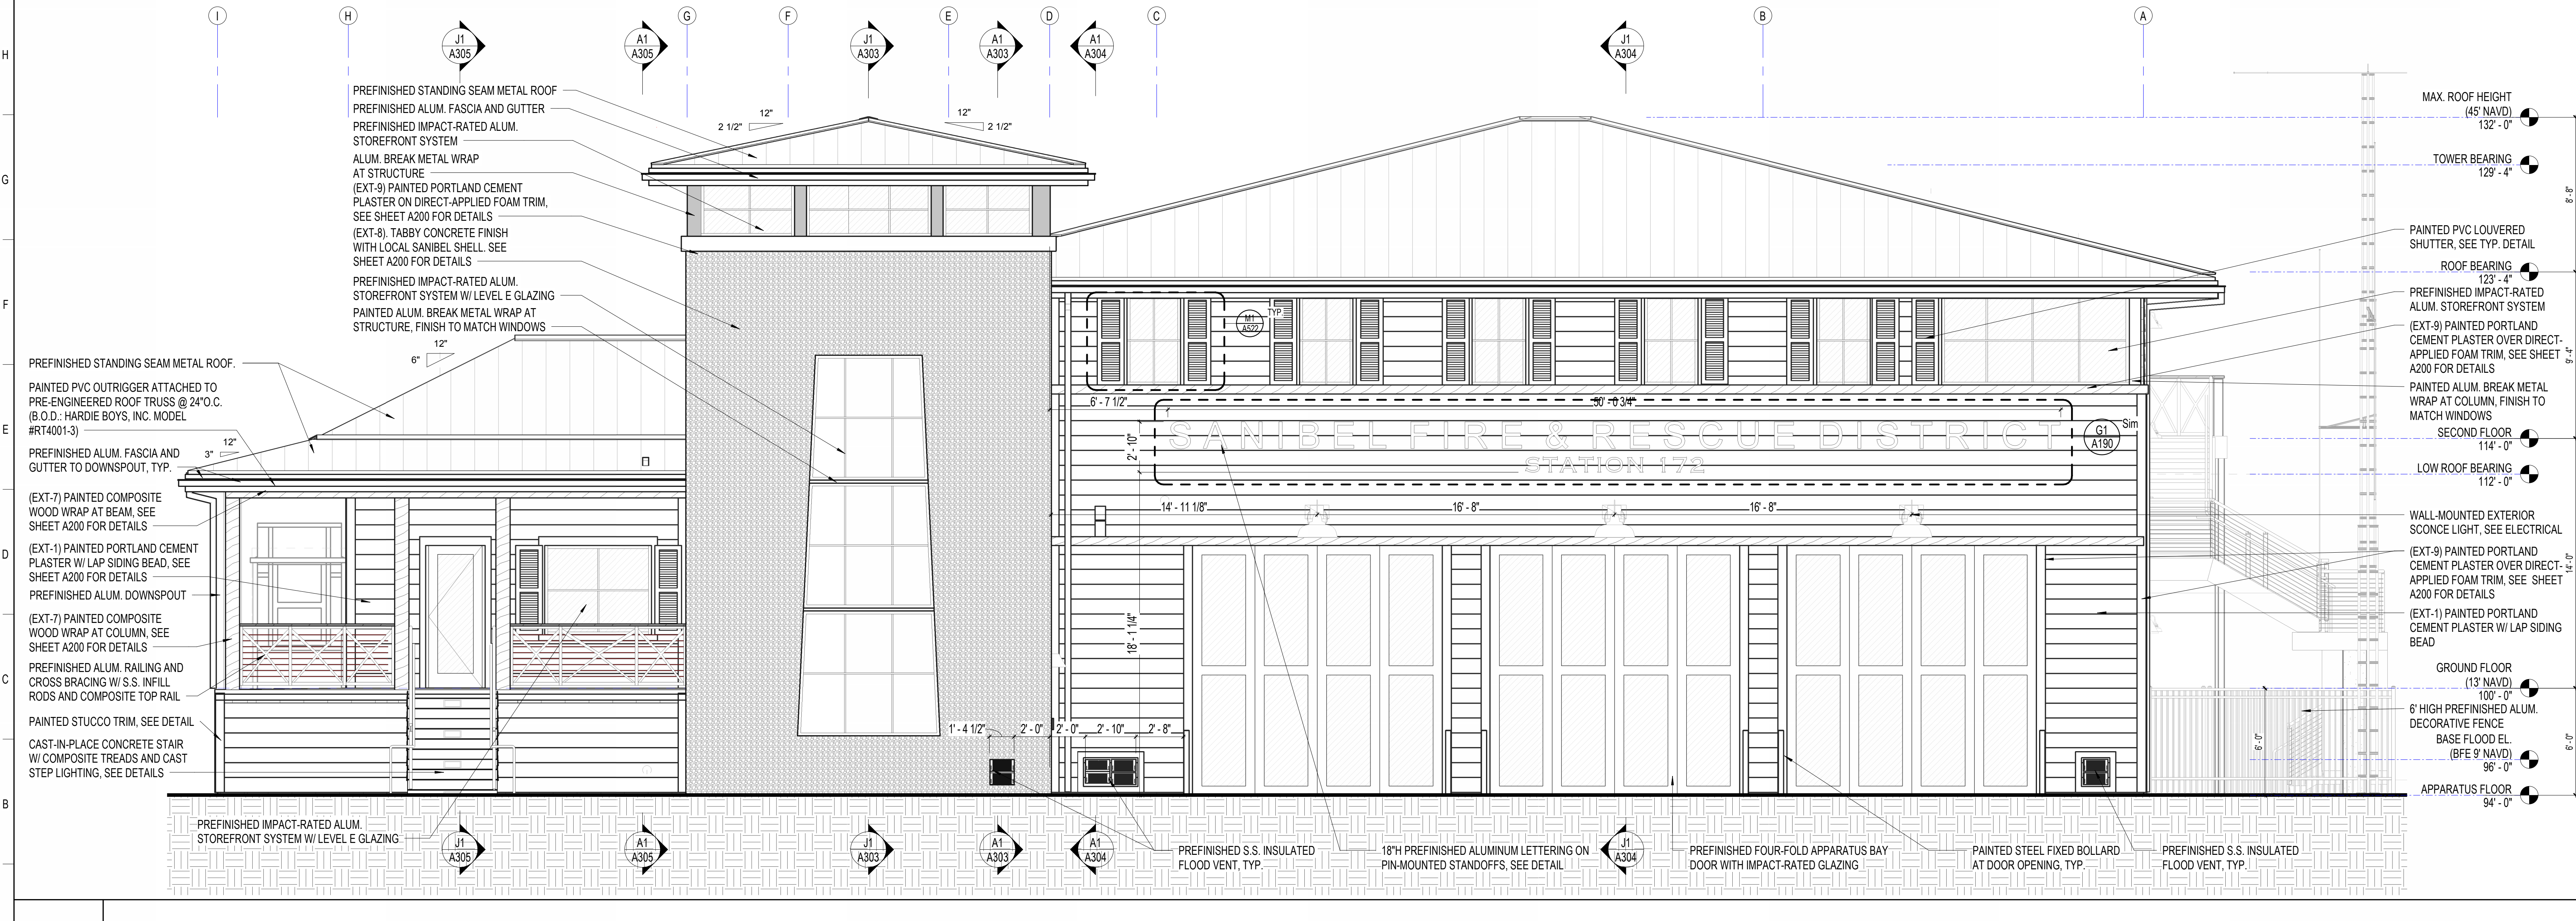 I
H
G
F
E
D
C
B
A
J1
A305
A1
A305
J1
A303
A1
A303
A1
A304
J1
A304
H
G
F
E
D
C
B
PREFINISHED STANDING SEAM METAL ROOF
PREFINISHED ALUM. FASCIA AND GUTTER
PREFINISHED IMPACT-RATED ALUM.
STOREFRONT SYSTEM
ALUM. BREAK METAL WRAP
AT STRUCTURE
(EXT-9) PAINTED PORTLAND CEMENT
PLASTER ON DIRECT-APPLIED FOAM TRIM,
SEE SHEET A200 FOR DETAILS
(EXT-8). TABBY CONCRETE FINISH
WITH LOCAL SANIBEL SHELL. SEE
SHEET A200 FOR DETAILS
PREFINISHED IMPACT-RATED ALUM.
STOREFRONT SYSTEM W/ LEVEL E GLAZING
PAINTED ALUM. BREAK METAL WRAP AT
STRUCTURE, FINISH TO MATCH WINDOWS
12"
2 1/2"
12"
2 1/2"
12"
6"
12"
3"
PREFINISHED STANDING SEAM METAL ROOF.
PAINTED PVC OUTRIGGER ATTACHED TO
PRE-ENGINEERED ROOF TRUSS @ 24"O.C.
(B.O.D.: HARDIE BOYS, INC. MODEL
#RT4001-3)
PREFINISHED ALUM. FASCIA AND
GUTTER TO DOWNSPOUT, TYP.
(EXT-7) PAINTED COMPOSITE
WOOD WRAP AT BEAM, SEE
SHEET A200 FOR DETAILS
(EXT-1) PAINTED PORTLAND CEMENT
PLASTER W/ LAP SIDING BEAD, SEE
SHEET A200 FOR DETAILS
PREFINISHED ALUM. DOWNSPOUT
(EXT-7) PAINTED COMPOSITE
WOOD WRAP AT COLUMN, SEE
SHEET A200 FOR DETAILS
PREFINISHED ALUM. RAILING AND
CROSS BRACING W/ S.S. INFILL
RODS AND COMPOSITE TOP RAIL
PAINTED STUCCO TRIM, SEE DETAIL
CAST-IN-PLACE CONCRETE STAIR
W/ COMPOSITE TREADS AND CAST
STEP LIGHTING, SEE DETAILS
PREFINISHED IMPACT-RATED ALUM.
STOREFRONT SYSTEM W/ LEVEL E GLAZING
M1
A522
TYP
6' - 7 1/2"
50' - 6 3/4"
2' - 10"
SANIBEL FIRE & RESCUE DISTRICT
STATION 172
G1
A190
Sim
14' - 11 1/8"
16' - 8"
16' - 8"
18' - 1 1/4"
1' - 4 1/2"
2' - 0"
2' - 0"
2' - 10"
2' - 8"
MAX. ROOF HEIGHT
(45' NAVD)
132' - 0"
TOWER BEARING
129' - 4"
8' - 8"
PAINTED PVC LOUVERED
SHUTTER, SEE TYP. DETAIL
ROOF BEARING
123' - 4"
PREFINISHED IMPACT-RATED
ALUM. STOREFRONT SYSTEM
(EXT-9) PAINTED PORTLAND
CEMENT PLASTER OVER DIRECT-
APPLIED FOAM TRIM, SEE SHEET
A200 FOR DETAILS
9' - 4"
PAINTED ALUM. BREAK METAL
WRAP AT COLUMN, FINISH TO
MATCH WINDOWS
SECOND FLOOR
114' - 0"
LOW ROOF BEARING
112' - 0"
WALL-MOUNTED EXTERIOR
SCONCE LIGHT, SEE ELECTRICAL
(EXT-9) PAINTED PORTLAND
CEMENT PLASTER OVER DIRECT-
APPLIED FOAM TRIM, SEE SHEET
A200 FOR DETAILS
14' - 0"
(EXT-1) PAINTED PORTLAND
CEMENT PLASTER W/ LAP SIDING
BEAD
GROUND FLOOR
(13' NAVD)
100' - 0"
6' HIGH PREFINISHED ALUM.
DECORATIVE FENCE
BASE FLOOD EL.
(BFE 9' NAVD)
96' - 0"
6' - 0"
6' - 0"
APPARATUS FLOOR
94' - 0"
J1
A305
A1
A305
J1
A303
A1
A303
A1
A304
J1
A304
PREFINISHED S.S. INSULATED
FLOOD VENT, TYP.
18"H PREFINISHED ALUMINUM LETTERING ON
PIN-MOUNTED STANDOFFS, SEE DETAIL
PREFINISHED FOUR-FOLD APPARATUS BAY
DOOR WITH IMPACT-RATED GLAZING
PAINTED STEEL FIXED BOLLARD
AT DOOR OPENING, TYP.
PREFINISHED S.S. INSULATED
FLOOD VENT, TYP.